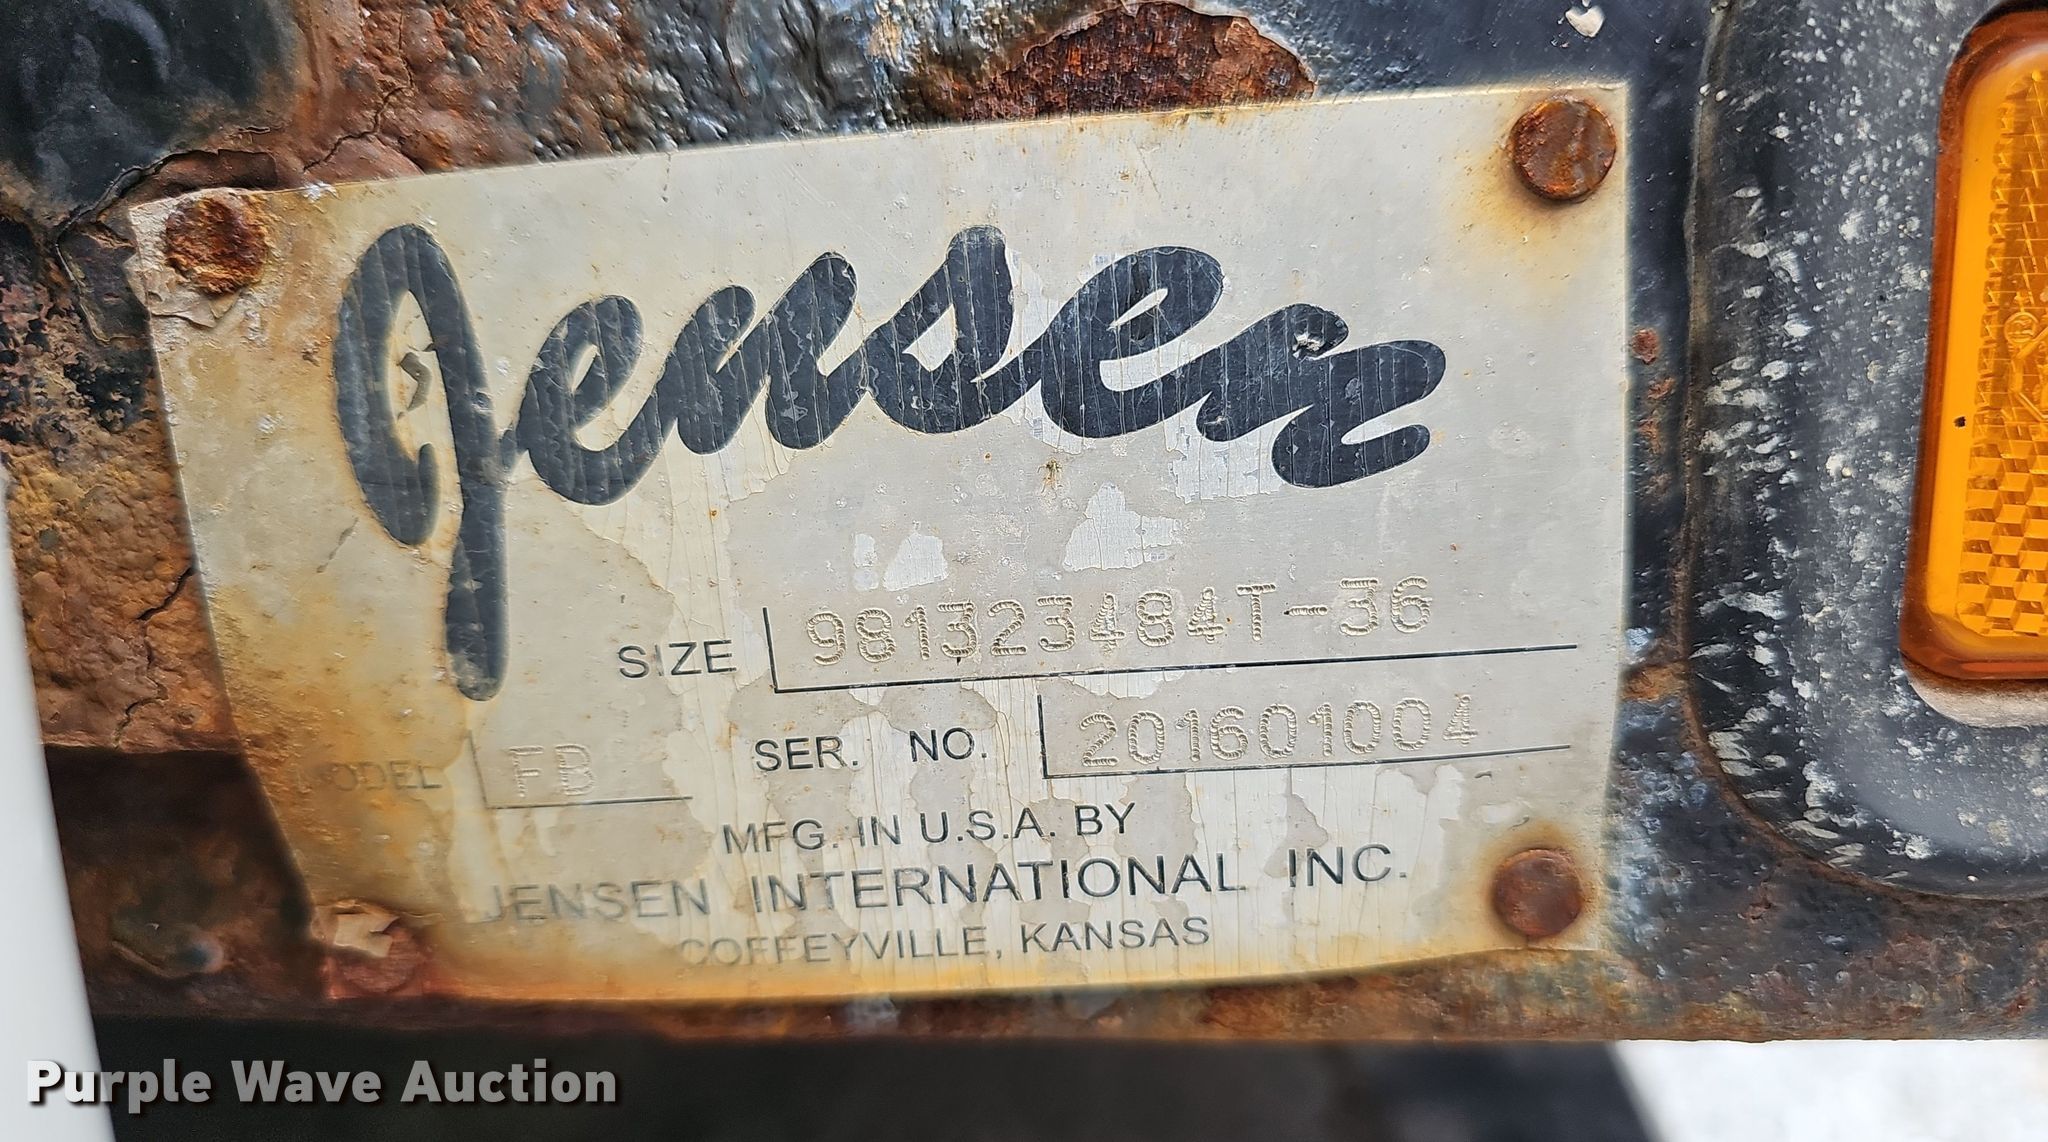 Jensen
SIZE 981323484T-36
MODEL FB SER. NO. 201601004
MFG. IN U.S.A. BY
JENSEN INTERNATIONAL INC.
COFFEYVILLE, KANSAS
Purple Wave Auction